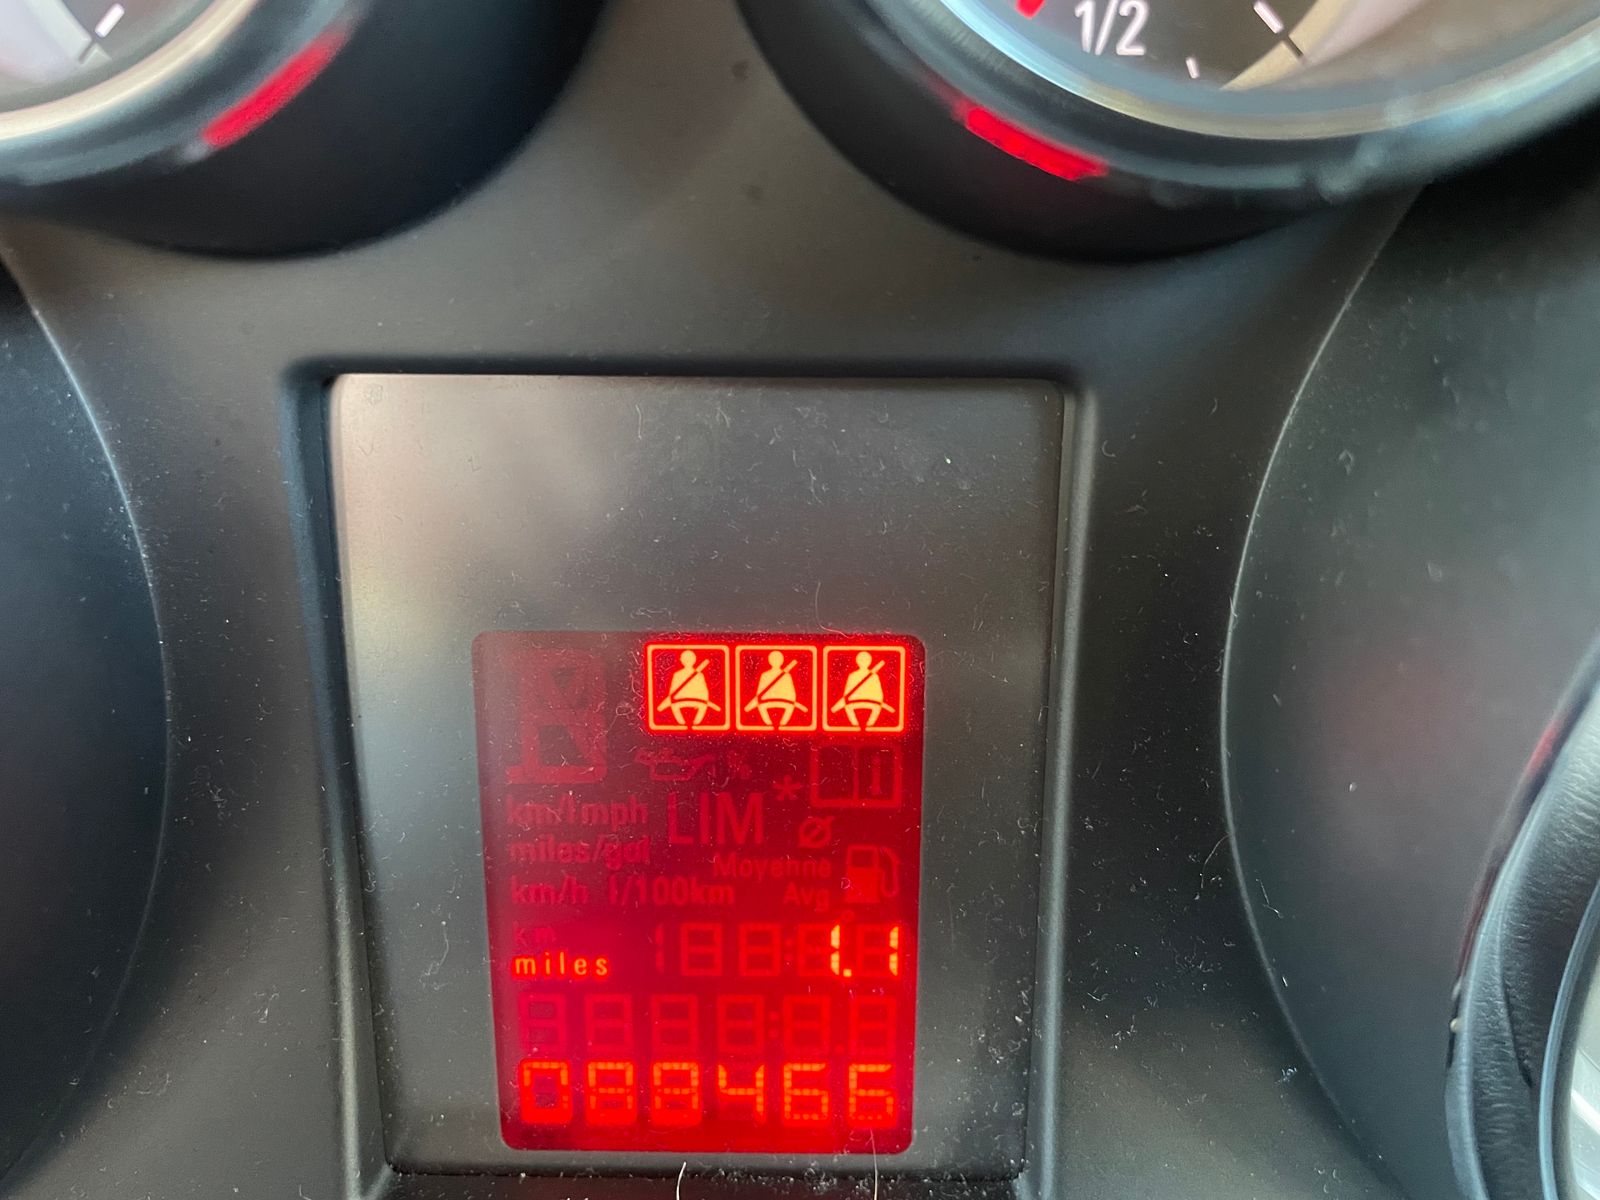 1/2
km/l mph
LIM *
miles/gal
Moyenne
km/h l/100km
Avg
km
miles 1.1
088466